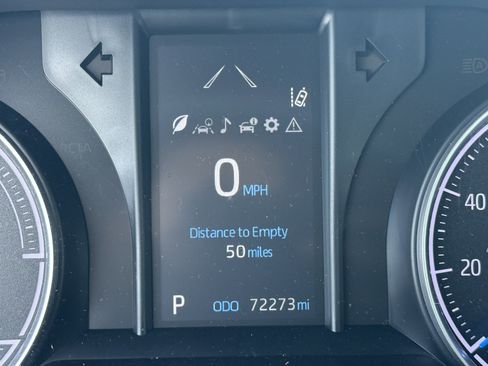 0 MPH
40
Distance to Empty
50 miles
20
P ODO 72273 mi